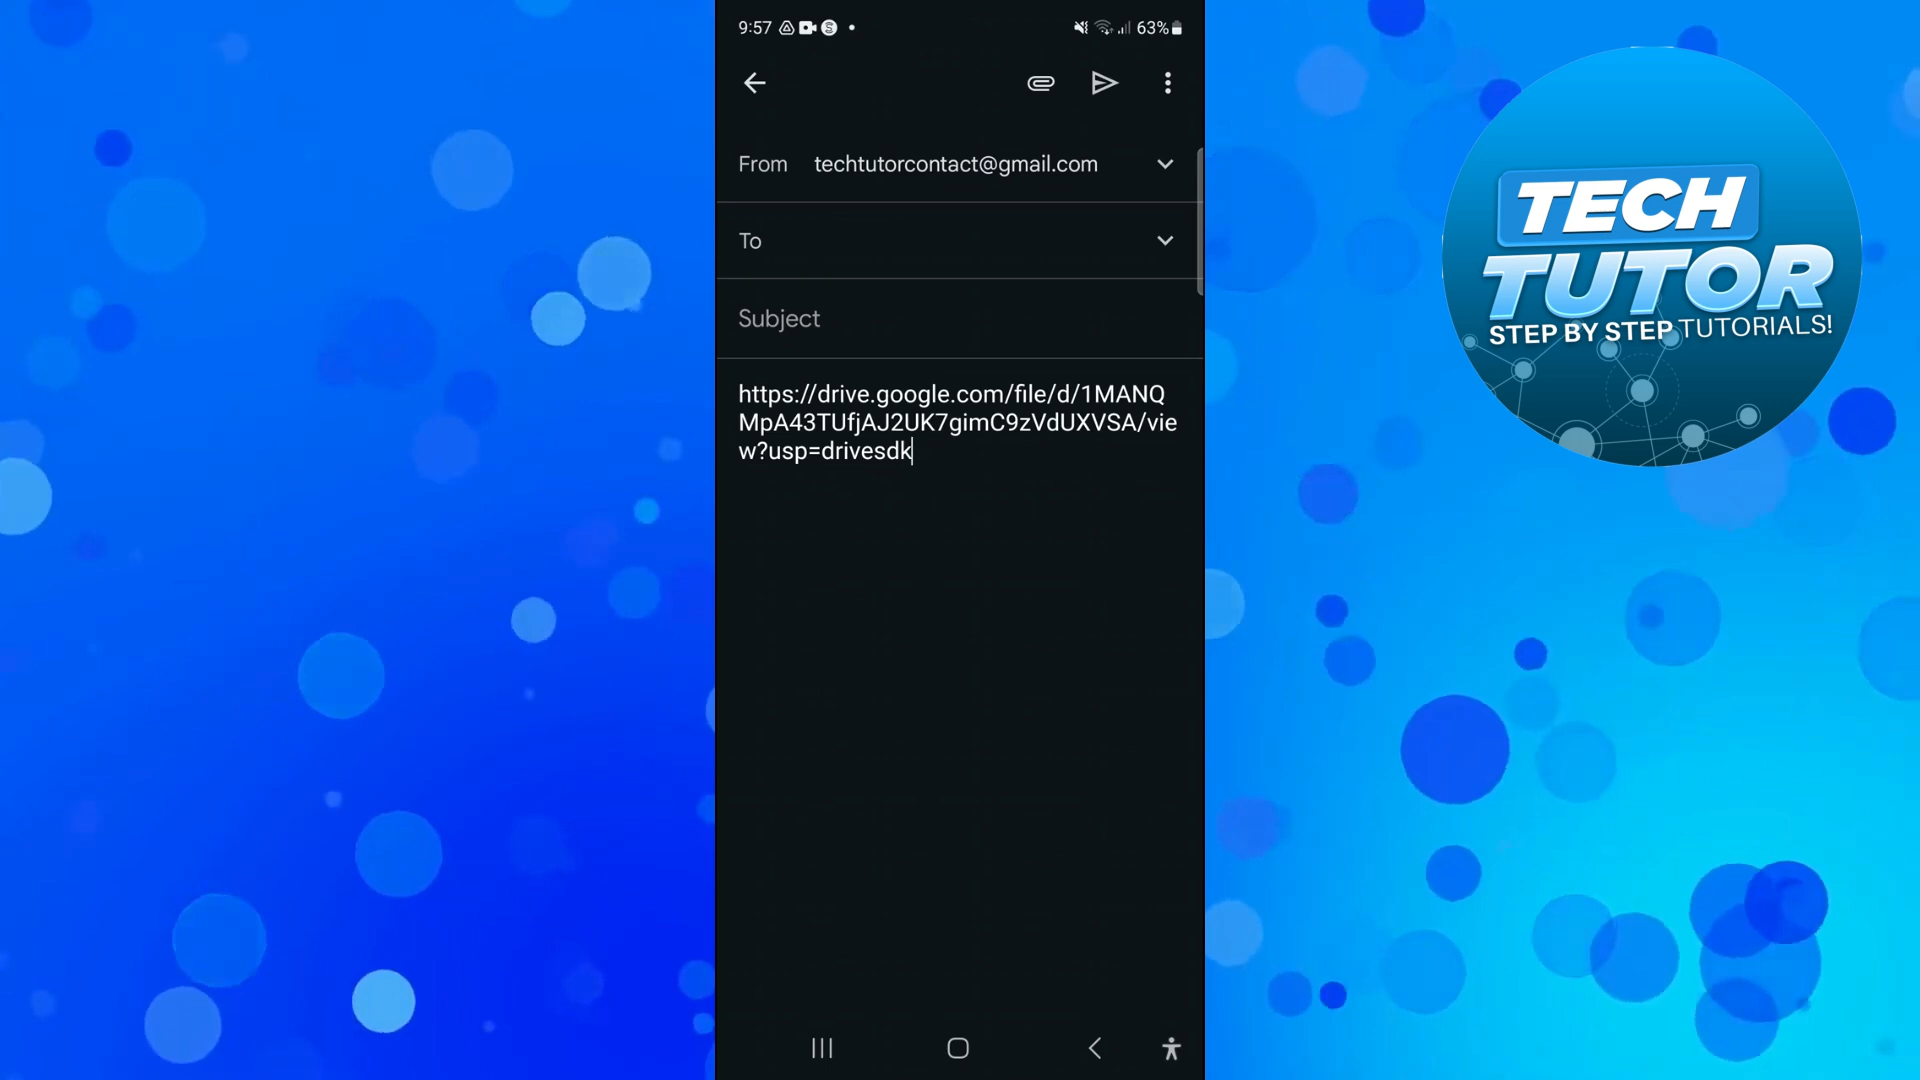 9:57 63%
From techtutorcontact@gmail.com
To
Subject
https://drive.google.com/file/d/1MANQ
MpA43TUfjAJ2UK7gimC9zVdUXVSA/vie
w?usp=drivesdk
TECH
TUTOR
STEP BY STEP TUTORIALS!